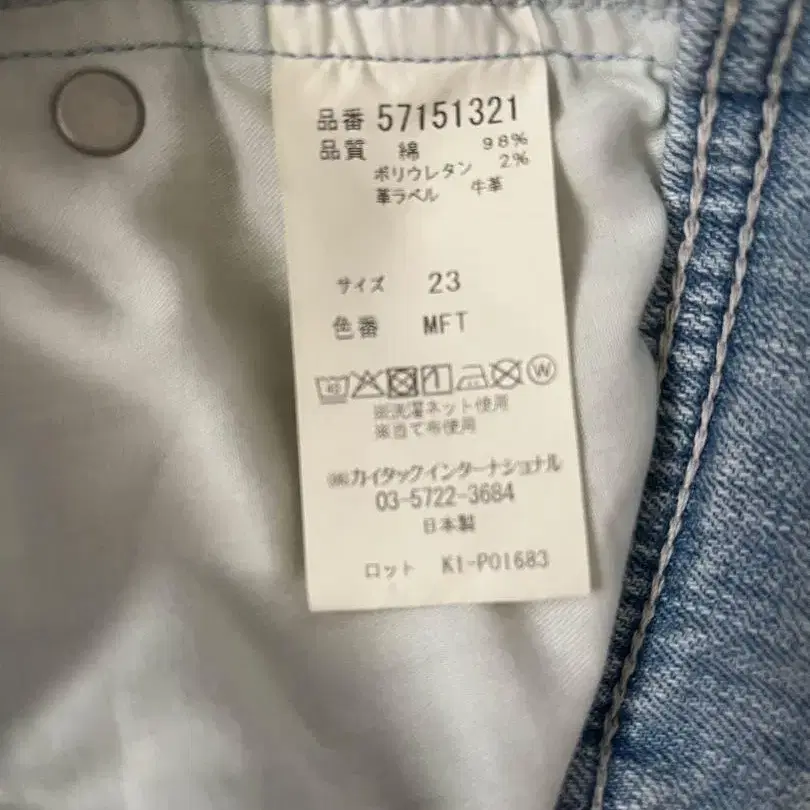 品番 57151321
品質 綿 98%
ポリウレタン 2%
革ラベル 牛革
サイズ 23
色番 MFT
40 W
※洗濯ネット使用
※当て布使用
㈱カイタックインターナショナル
03-5722-3684
日本製
ロット K1-P01683